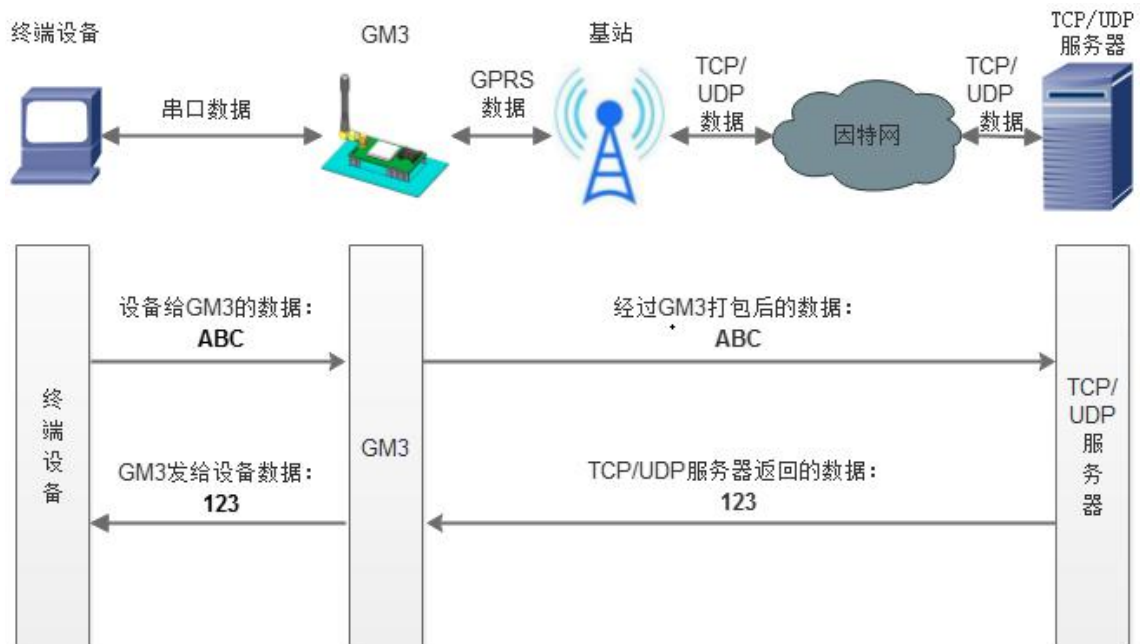 终端设备
GM3
基站
TCP/UDP
服务器
串口数据
GPRS
数据
TCP/
UDP
数据
因特网
TCP/
UDP
数据
设备给GM3的数据：
ABC
经过GM3打包后的数据：
ABC
终
端
设
备
GM3
TCP/
UDP
服
务
器
GM3发给设备数据：
123
TCP/UDP服务器返回的数据：
123